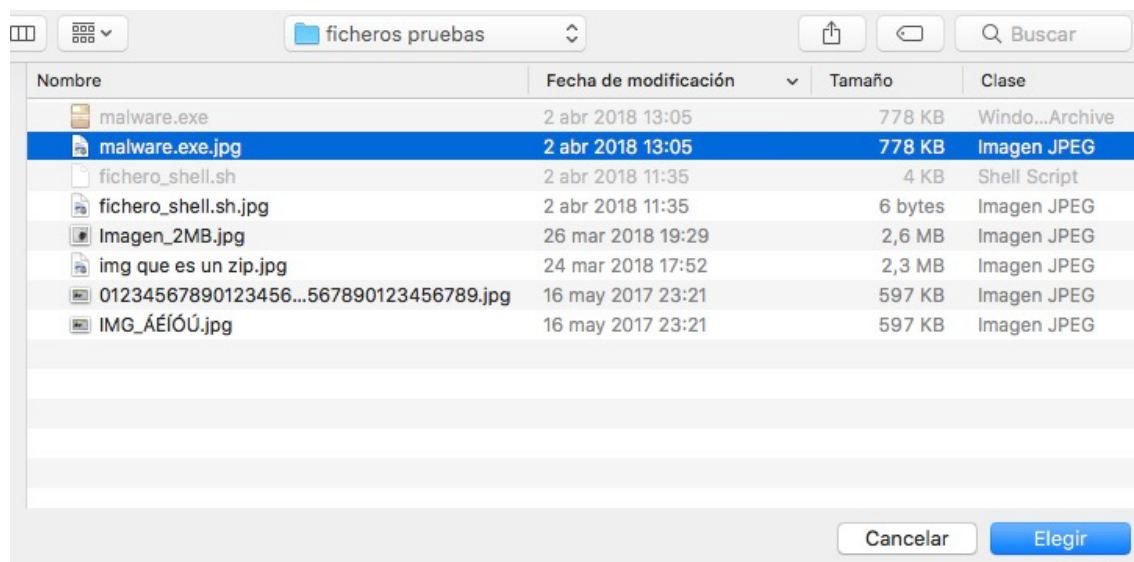 ficheros pruebas Buscar
Nombre Fecha de modificación Tamaño Clase
malware.exe 2 abr 2018 13:05 778 KB Windo...Archive
malware.exe.jpg 2 abr 2018 13:05 778 KB Imagen JPEG
fichero_shell.sh 2 abr 2018 11:35 4 KB Shell Script
fichero_shell.sh.jpg 2 abr 2018 11:35 6 bytes Imagen JPEG
Imagen_2MB.jpg 26 mar 2018 19:29 2,6 MB Imagen JPEG
img que es un zip.jpg 24 mar 2018 17:52 2,3 MB Imagen JPEG
01234567890123456...567890123456789.jpg 16 may 2017 23:21 597 KB Imagen JPEG
IMG_ÁÉÍÓÚ.jpg 16 may 2017 23:21 597 KB Imagen JPEG
Cancelar Elegir